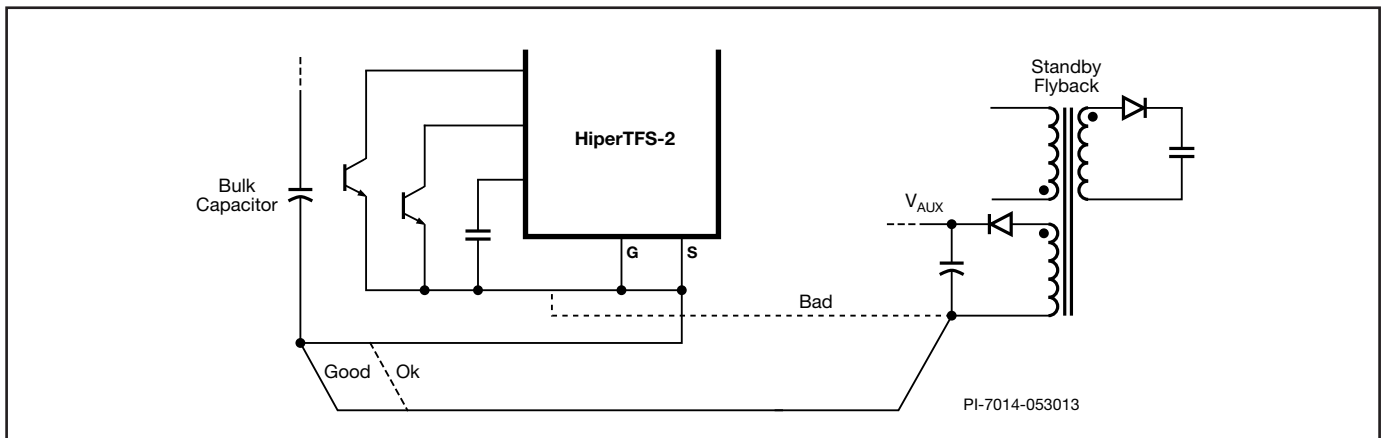 Standby
Flyback
HiperTFS-2
Bulk
Capacitor
VAUX
G
S
Bad
Good
Ok
PI-7014-053013